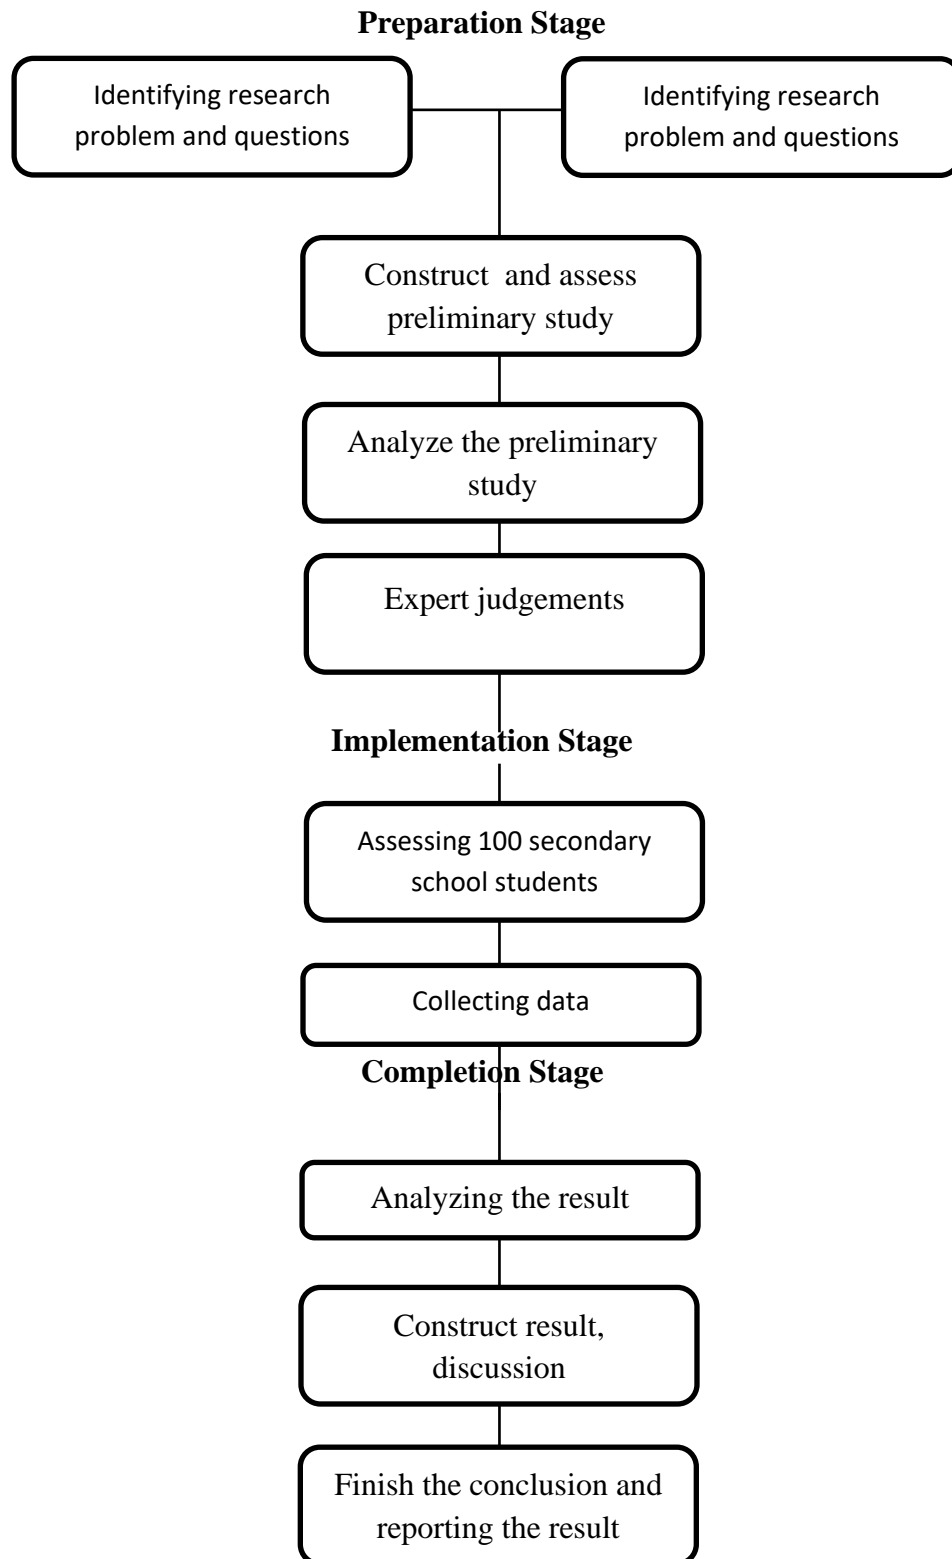 Preparation Stage
Identifying research
problem and questions
Identifying research
problem and questions
Construct and assess
preliminary study
Analyze the preliminary
study
Expert judgements
Implementation Stage
Assessing 100 secondary
school students
Collecting data
Completion Stage
Analyzing the result
Construct result,
discussion
Finish the conclusion and
reporting the result